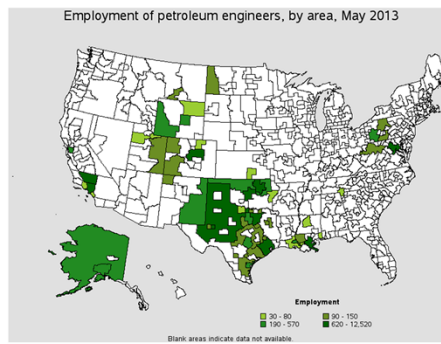 Employment of petroleum engineers, by area, May 2013
Employment
30 - 80
90 - 150
190 - 570
620 - 12,520
Blank areas indicate data not available.